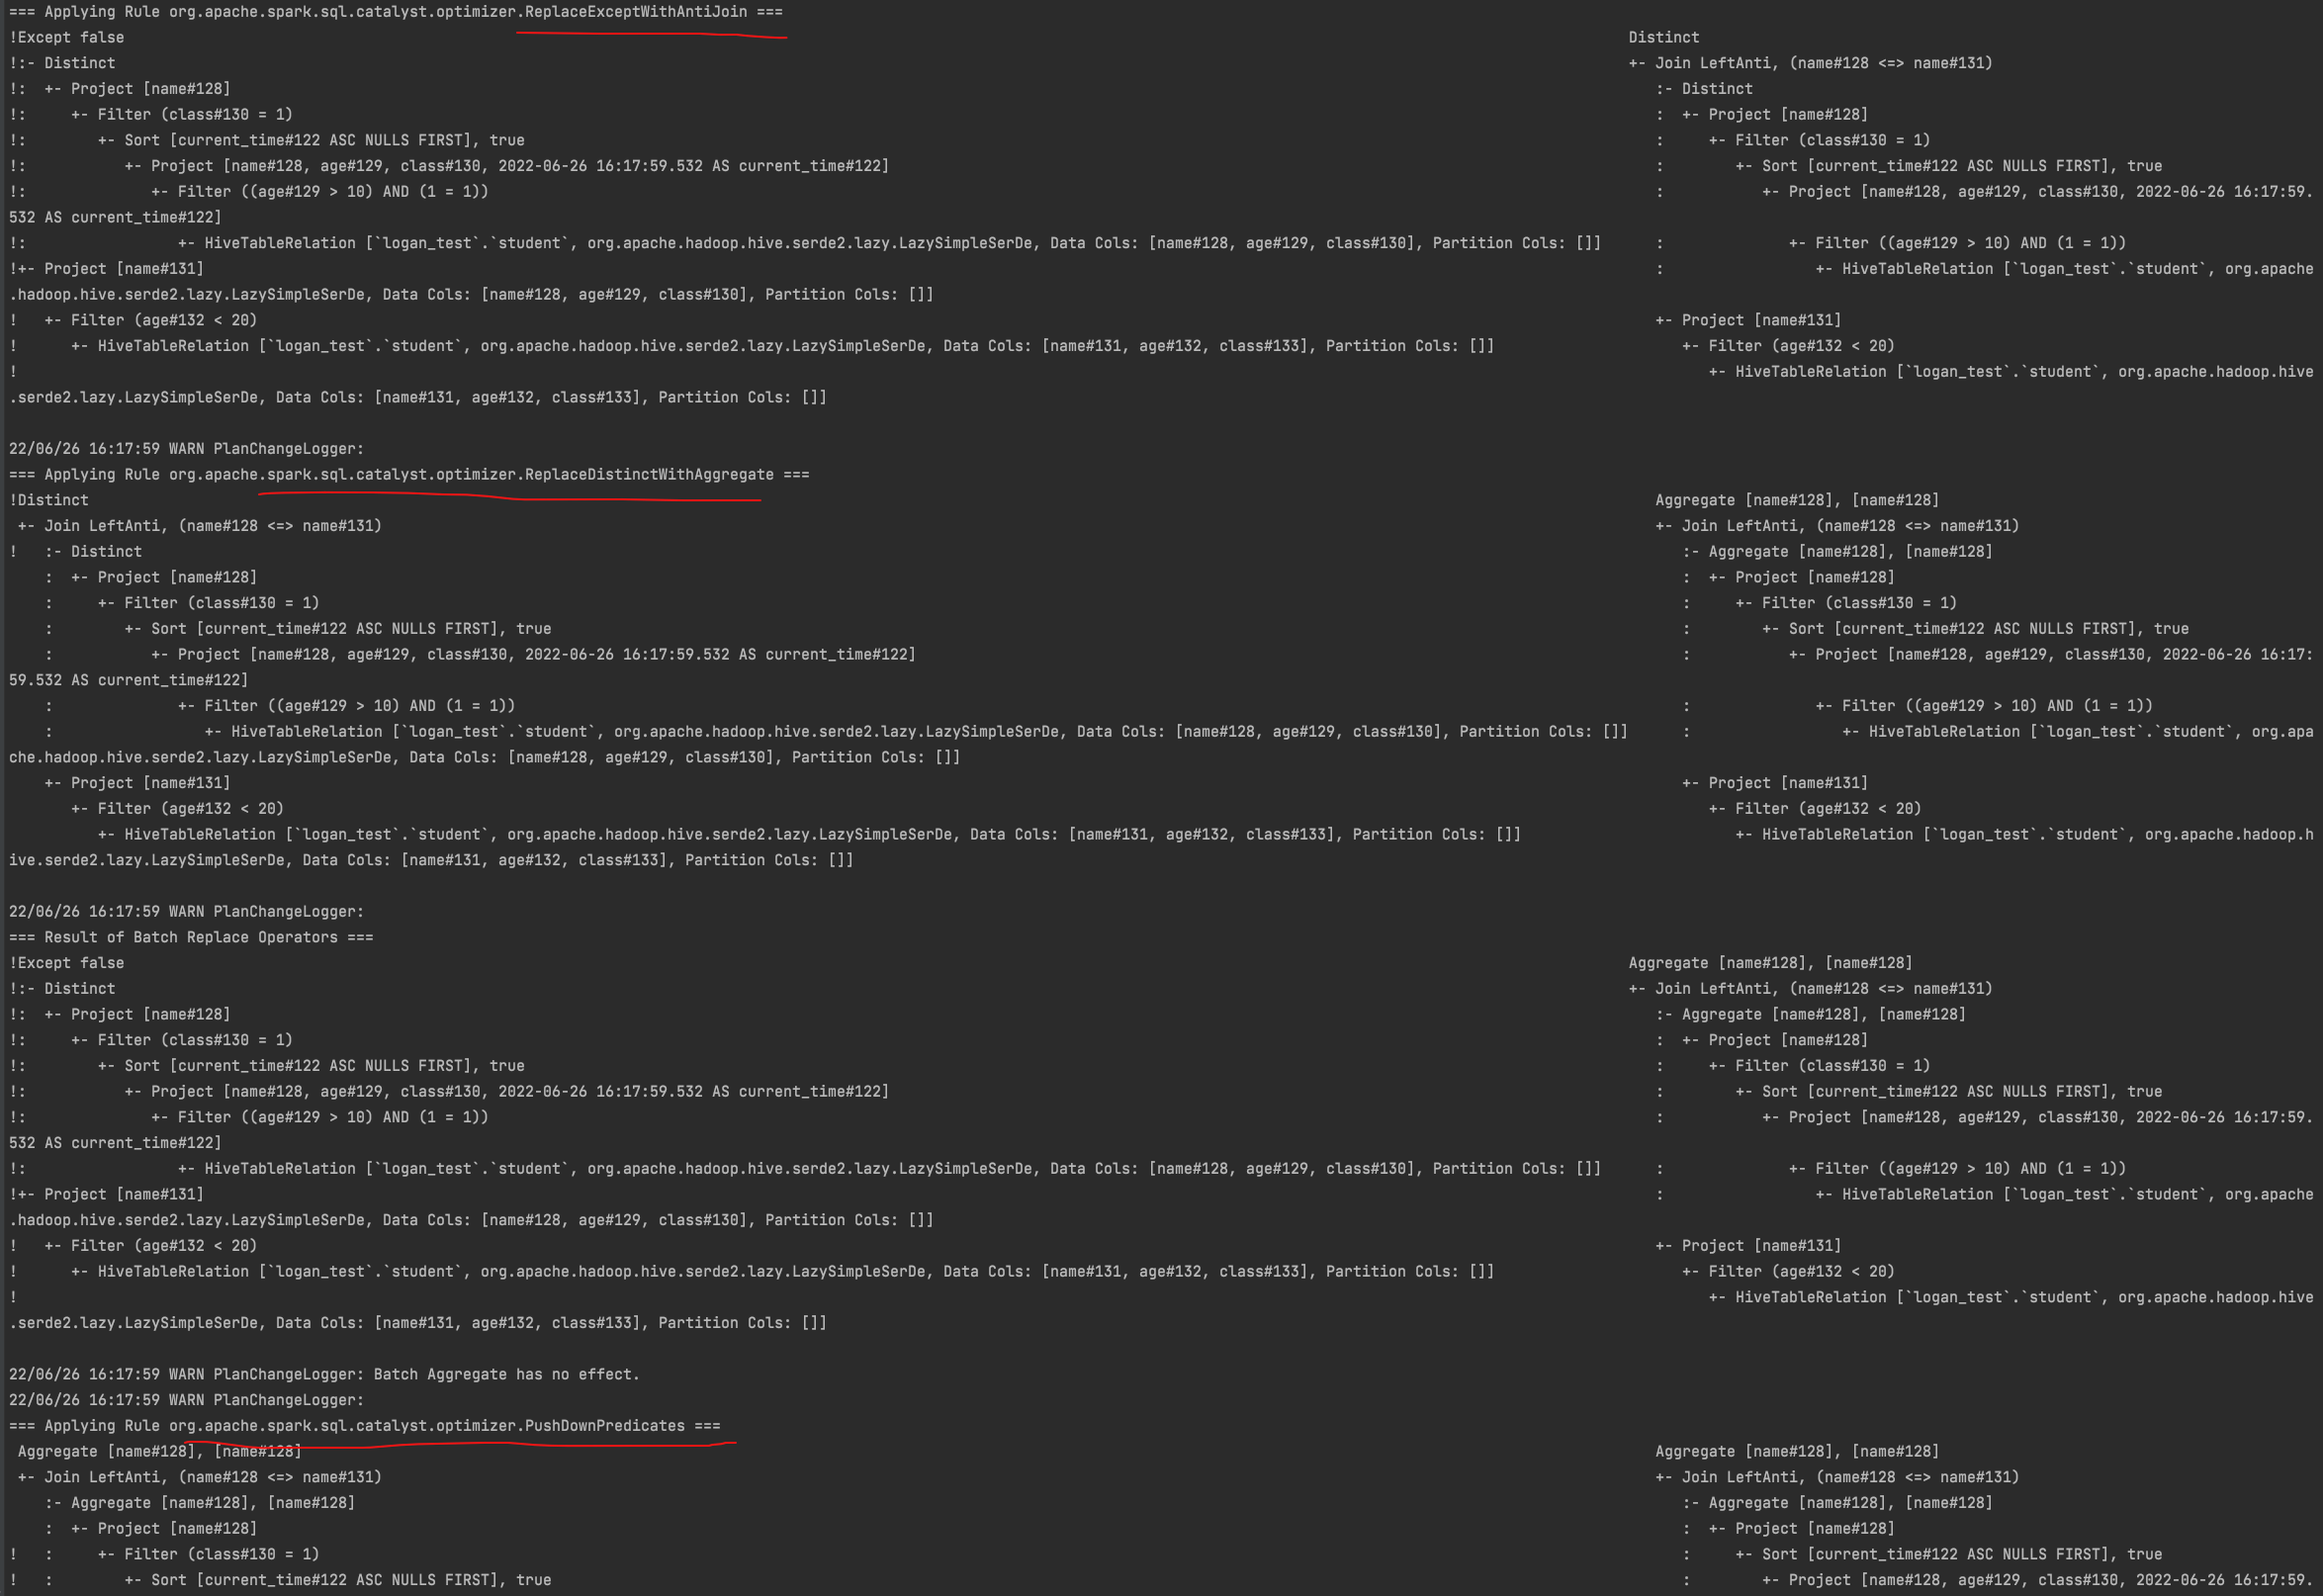 === Applying Rule org.apache.spark.sql.catalyst.optimizer.ReplaceExceptWithAntiJoin ===
!Except false                                                                                                                                                                       Distinct
!:- Distinct                                                                                                                                                                        +- Join LeftAnti, (name#128 <=> name#131)
!:  +- Project [name#128]                                                                                                                                                              :- Distinct
!:     +- Filter (class#130 = 1)                                                                                                                                                       :  +- Project [name#128]
!:        +- Sort [current_time#122 ASC NULLS FIRST], true                                                                                                                             :     +- Filter (class#130 = 1)
!:           +- Project [name#128, age#129, class#130, 2022-06-26 16:17:59.532 AS current_time#122]                                                                                    :        +- Sort [current_time#122 ASC NULLS FIRST], true
!:              +- Filter ((age#129 > 10) AND (1 = 1))                                                                                                                                 :           +- Project [name#128, age#129, class#130, 2022-06-26 16:17:59.
532 AS current_time#122]
!:                 +- HiveTableRelation [`logan_test`.`student`, org.apache.hadoop.hive.serde2.lazy.LazySimpleSerDe, Data Cols: [name#128, age#129, class#130], Partition Cols: []]      :              +- Filter ((age#129 > 10) AND (1 = 1))
!+- Project [name#131]                                                                                                                                                                 :                 +- HiveTableRelation [`logan_test`.`student`, org.apache
.hadoop.hive.serde2.lazy.LazySimpleSerDe, Data Cols: [name#128, age#129, class#130], Partition Cols: []]
!   +- Filter (age#132 < 20)                                                                                                                                                           +- Project [name#131]
!      +- HiveTableRelation [`logan_test`.`student`, org.apache.hadoop.hive.serde2.lazy.LazySimpleSerDe, Data Cols: [name#131, age#132, class#133], Partition Cols: []]                   +- Filter (age#132 < 20)
!                                                                                                                                                                                            +- HiveTableRelation [`logan_test`.`student`, org.apache.hadoop.hive
.serde2.lazy.LazySimpleSerDe, Data Cols: [name#131, age#132, class#133], Partition Cols: []]
22/06/26 16:17:59 WARN PlanChangeLogger:
=== Applying Rule org.apache.spark.sql.catalyst.optimizer.ReplaceDistinctWithAggregate ===
!Distinct                                                                                                                                                                              Aggregate [name#128], [name#128]
 +- Join LeftAnti, (name#128 <=> name#131)                                                                                                                                             +- Join LeftAnti, (name#128 <=> name#131)
!   :- Distinct                                                                                                                                                                           :- Aggregate [name#128], [name#128]
    :  +- Project [name#128]                                                                                                                                                              :  +- Project [name#128]
    :     +- Filter (class#130 = 1)                                                                                                                                                       :     +- Filter (class#130 = 1)
    :        +- Sort [current_time#122 ASC NULLS FIRST], true                                                                                                                             :        +- Sort [current_time#122 ASC NULLS FIRST], true
    :           +- Project [name#128, age#129, class#130, 2022-06-26 16:17:59.532 AS current_time#122]                                                                                    :           +- Project [name#128, age#129, class#130, 2022-06-26 16:17:
59.532 AS current_time#122]
    :              +- Filter ((age#129 > 10) AND (1 = 1))                                                                                                                                 :              +- Filter ((age#129 > 10) AND (1 = 1))
    :                 +- HiveTableRelation [`logan_test`.`student`, org.apache.hadoop.hive.serde2.lazy.LazySimpleSerDe, Data Cols: [name#128, age#129, class#130], Partition Cols: []]      :                 +- HiveTableRelation [`logan_test`.`student`, org.apa
che.hadoop.hive.serde2.lazy.LazySimpleSerDe, Data Cols: [name#128, age#129, class#130], Partition Cols: []]
    +- Project [name#131]                                                                                                                                                                 +- Project [name#131]
       +- Filter (age#132 < 20)                                                                                                                                                              +- Filter (age#132 < 20)
          +- HiveTableRelation [`logan_test`.`student`, org.apache.hadoop.hive.serde2.lazy.LazySimpleSerDe, Data Cols: [name#131, age#132, class#133], Partition Cols: []]                      +- HiveTableRelation [`logan_test`.`student`, org.apache.hadoop.h
ive.serde2.lazy.LazySimpleSerDe, Data Cols: [name#131, age#132, class#133], Partition Cols: []]
22/06/26 16:17:59 WARN PlanChangeLogger:
=== Result of Batch Replace Operators ===
!Except false                                                                                                                                                                       Aggregate [name#128], [name#128]
!:- Distinct                                                                                                                                                                        +- Join LeftAnti, (name#128 <=> name#131)
!:  +- Project [name#128]                                                                                                                                                              :- Aggregate [name#128], [name#128]
!:     +- Filter (class#130 = 1)                                                                                                                                                       :  +- Project [name#128]
!:        +- Sort [current_time#122 ASC NULLS FIRST], true                                                                                                                             :     +- Filter (class#130 = 1)
!:           +- Project [name#128, age#129, class#130, 2022-06-26 16:17:59.532 AS current_time#122]                                                                                    :        +- Sort [current_time#122 ASC NULLS FIRST], true
!:              +- Filter ((age#129 > 10) AND (1 = 1))                                                                                                                                 :           +- Project [name#128, age#129, class#130, 2022-06-26 16:17:59.
532 AS current_time#122]
!:                 +- HiveTableRelation [`logan_test`.`student`, org.apache.hadoop.hive.serde2.lazy.LazySimpleSerDe, Data Cols: [name#128, age#129, class#130], Partition Cols: []]      :              +- Filter ((age#129 > 10) AND (1 = 1))
!+- Project [name#131]                                                                                                                                                                 :                 +- HiveTableRelation [`logan_test`.`student`, org.apache
.hadoop.hive.serde2.lazy.LazySimpleSerDe, Data Cols: [name#128, age#129, class#130], Partition Cols: []]
!   +- Filter (age#132 < 20)                                                                                                                                                           +- Project [name#131]
!      +- HiveTableRelation [`logan_test`.`student`, org.apache.hadoop.hive.serde2.lazy.LazySimpleSerDe, Data Cols: [name#131, age#132, class#133], Partition Cols: []]                   +- Filter (age#132 < 20)
!                                                                                                                                                                                            +- HiveTableRelation [`logan_test`.`student`, org.apache.hadoop.hive
.serde2.lazy.LazySimpleSerDe, Data Cols: [name#131, age#132, class#133], Partition Cols: []]
22/06/26 16:17:59 WARN PlanChangeLogger: Batch Aggregate has no effect.
22/06/26 16:17:59 WARN PlanChangeLogger:
=== Applying Rule org.apache.spark.sql.catalyst.optimizer.PushDownPredicates ===
 Aggregate [name#128], [name#128]                                                                                                                                                      Aggregate [name#128], [name#128]
 +- Join LeftAnti, (name#128 <=> name#131)                                                                                                                                             +- Join LeftAnti, (name#128 <=> name#131)
    :- Aggregate [name#128], [name#128]                                                                                                                                                   :- Aggregate [name#128], [name#128]
    :  +- Project [name#128]                                                                                                                                                              :  +- Project [name#128]
!   :     +- Filter (class#130 = 1)                                                                                                                                                       :     +- Sort [current_time#122 ASC NULLS FIRST], true
!   :        +- Sort [current_time#122 ASC NULLS FIRST], true                                                                                                                             :        +- Project [name#128, age#129, class#130, 2022-06-26 16:17:59.